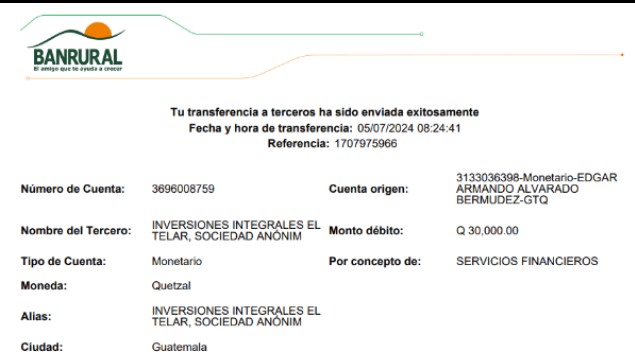 BANRURAL
El amigo que te ayuda a crecer
Tu transferencia a terceros ha sido enviada exitosamente
Fecha y hora de transferencia: 05/07/2024 08:24:41
Referencia: 1707975966
Número de Cuenta: 3696008759
Cuenta origen: 3133036398-Monetario-EDGAR
ARMANDO ALVARADO
BERMUDEZ-GTQ
Nombre del Tercero: INVERSIONES INTEGRALES EL
TELAR, SOCIEDAD ANÓNIM
Monto débito: Q 30,000.00
Tipo de Cuenta: Monetario
Por concepto de: SERVICIOS FINANCIEROS
Moneda: Quetzal
Alias: INVERSIONES INTEGRALES EL
TELAR, SOCIEDAD ANÓNIM
Ciudad: Guatemala